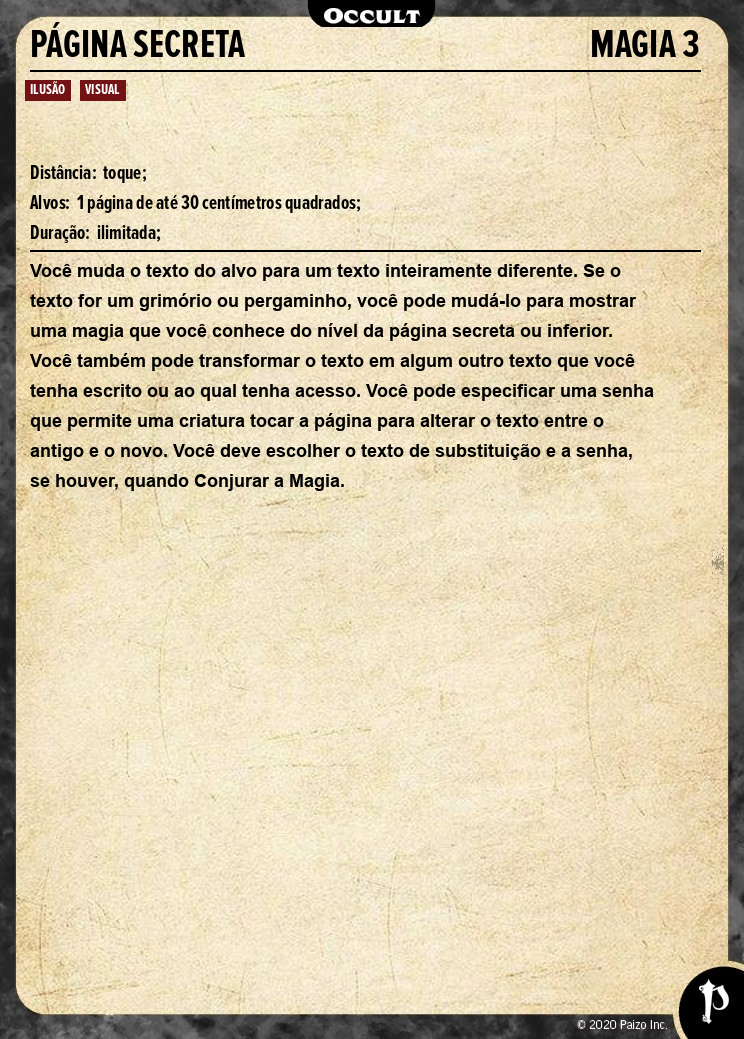 OCCULT
PÁGINA SECRETA MAGIA 3
ILUSÃO VISUAL
Distância: toque;
Alvos: 1 página de até 30 centímetros quadrados;
Duração: ilimitada;
Você muda o texto do alvo para um texto inteiramente diferente. Se o
texto for um grimório ou pergaminho, você pode mudá-lo para mostrar
uma magia que você conhece do nível da página secreta ou inferior.
Você também pode transformar o texto em algum outro texto que você
tenha escrito ou ao qual tenha acesso. Você pode especificar uma senha
que permite uma criatura tocar a página para alterar o texto entre o
antigo e o novo. Você deve escolher o texto de substituição e a senha,
se houver, quando Conjurar a Magia.
© 2020 Paizo Inc.
P